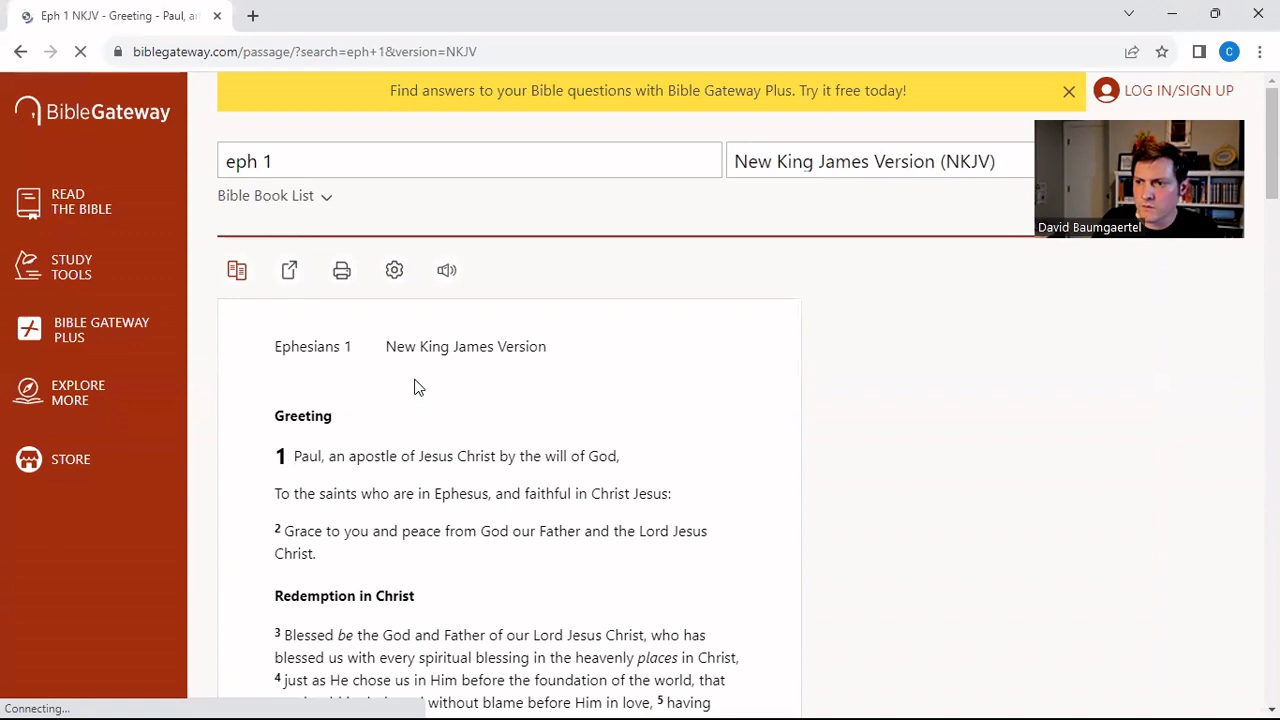 Eph 1 NKJV - Greeting - Paul, an
biblegateway.com/passage/?search=eph+1&version=NKJV
C
Find answers to your Bible questions with Bible Gateway Plus. Try it free today!
LOG IN/SIGN UP
BibleGateway
eph 1
New King James Version (NKJV)
Bible Book List
David Baumgaertel
READ
THE BIBLE
STUDY
TOOLS
BIBLE GATEWAY
PLUS
EXPLORE
MORE
STORE
Ephesians 1 New King James Version
Greeting
1 Paul, an apostle of Jesus Christ by the will of God,
To the saints who are in Ephesus, and faithful in Christ Jesus:
2 Grace to you and peace from God our Father and the Lord Jesus
Christ.
Redemption in Christ
3 Blessed be the God and Father of our Lord Jesus Christ, who has
blessed us with every spiritual blessing in the heavenly places in Christ,
4 just as He chose us in Him before the foundation of the world, that
without blame before Him in love, 5 having
Connecting...